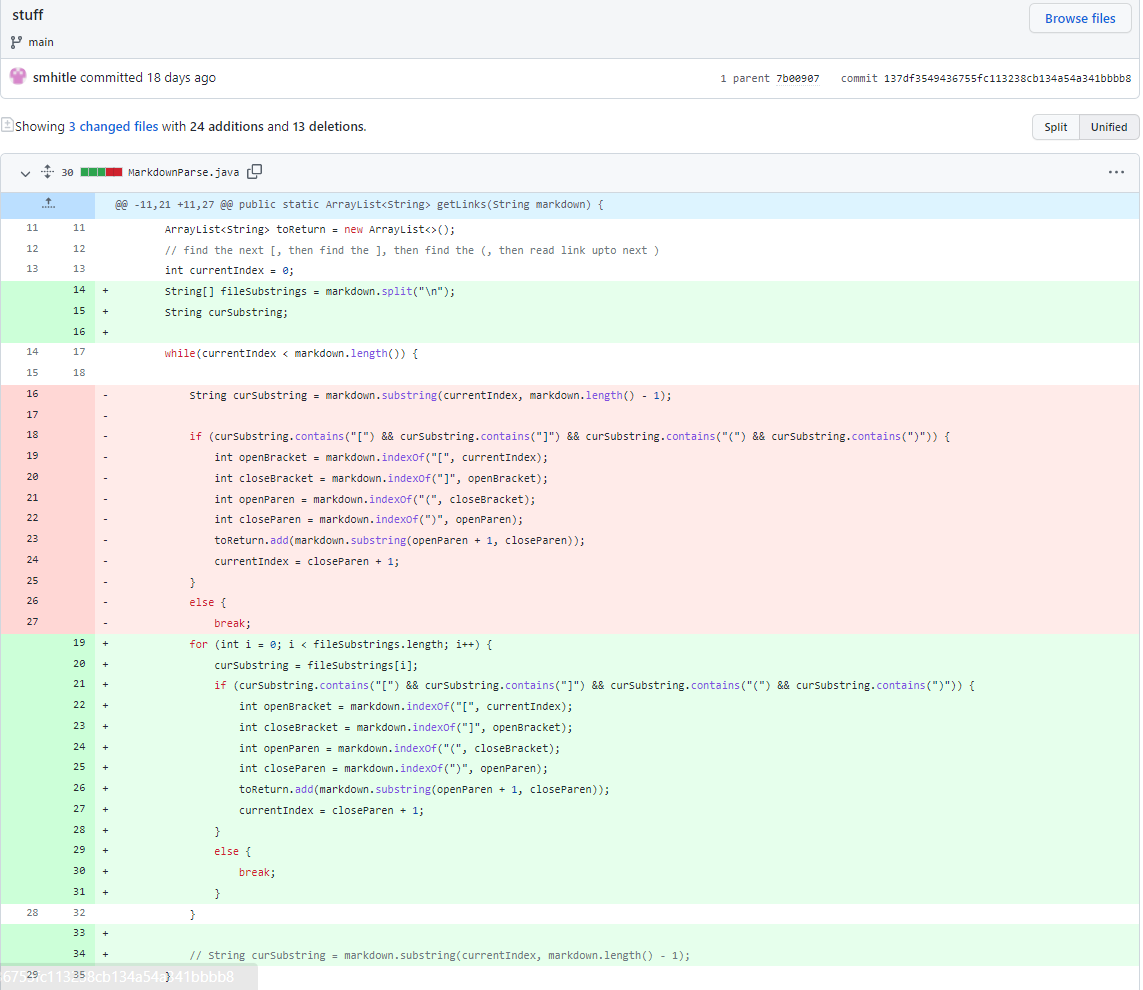 stuff
Browse files
main
smhitle committed 18 days ago
1 parent 7b00907 commit 137df3549436755fc113238cb134a54a341bbbb8
Showing 3 changed files with 24 additions and 13 deletions.
Split Unified
30 MarkdownParse.java
@@ -11,21 +11,27 @@ public static ArrayList<String> getLinks(String markdown) {
11 11 ArrayList<String> toReturn = new ArrayList<>();
12 12 // find the next [, then find the ], then find the (, then read link upto next )
13 13 int currentIndex = 0;
14 + String[] fileSubstrings = markdown.split("\n");
15 + String curSubstring;
16 +
14 17 while(currentIndex < markdown.length()) {
15 18
16 - String curSubstring = markdown.substring(currentIndex, markdown.length() - 1);
17 -
18 - if (curSubstring.contains("[") && curSubstring.contains("]") && curSubstring.contains("(") && curSubstring.contains(")")) {
19 - int openBracket = markdown.indexOf("[", currentIndex);
20 - int closeBracket = markdown.indexOf("]", openBracket);
21 - int openParen = markdown.indexOf("(", closeBracket);
22 - int closeParen = markdown.indexOf(")", openParen);
23 - toReturn.add(markdown.substring(openParen + 1, closeParen));
24 - currentIndex = closeParen + 1;
25 - }
26 - else {
27 - break;
19 + for (int i = 0; i < fileSubstrings.length; i++) {
20 + curSubstring = fileSubstrings[i];
21 + if (curSubstring.contains("[") && curSubstring.contains("]") && curSubstring.contains("(") && curSubstring.contains(")")) {
22 + int openBracket = markdown.indexOf("[", currentIndex);
23 + int closeBracket = markdown.indexOf("]", openBracket);
24 + int openParen = markdown.indexOf("(", closeBracket);
25 + int closeParen = markdown.indexOf(")", openParen);
26 + toReturn.add(markdown.substring(openParen + 1, closeParen));
27 + currentIndex = closeParen + 1;
28 + }
29 + else {
30 + break;
31 + }
28 32 }
33 +
34 + // String curSubstring = markdown.substring(currentIndex, markdown.length() - 1);
29 35 }